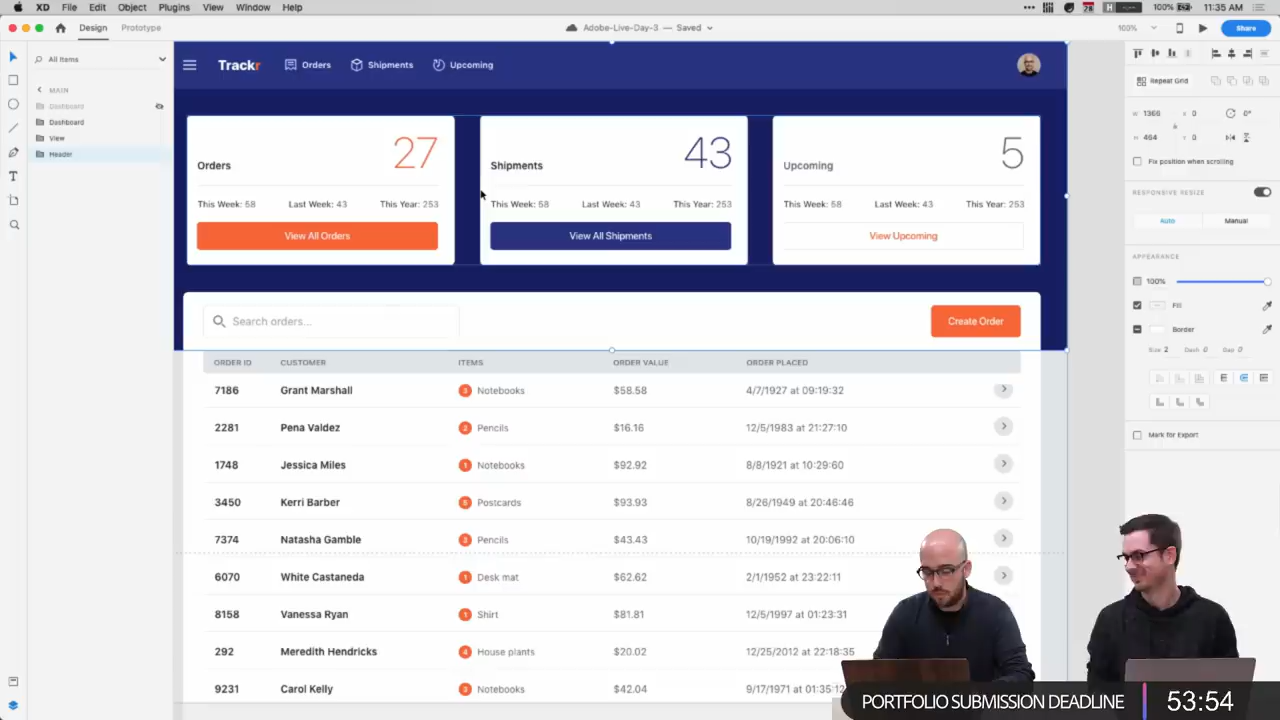 XD File Edit Object Plugins View Window Help
28 100% 11:35 AM
Design Prototype
Adobe-Live-Day-3 — Saved
100%
Share
All Items
MAIN
Dashboard
Dashboard
View
Header
Trackr Orders Shipments Upcoming
Orders 27
This Week: 58 Last Week: 43 This Year: 253
View All Orders
Shipments 43
This Week: 58 Last Week: 43 This Year: 253
View All Shipments
Upcoming 5
This Week: 58 Last Week: 43 This Year: 253
View Upcoming
Search orders...
Create Order
ORDER ID CUSTOMER ITEMS ORDER VALUE ORDER PLACED
7186 Grant Marshall 3 Notebooks $58.58 4/7/1927 at 09:19:32
2281 Pena Valdez 2 Pencils $16.16 12/5/1983 at 21:27:10
1748 Jessica Miles 1 Notebooks $92.92 8/8/1921 at 10:29:60
3450 Kerri Barber 5 Postcards $93.93 8/26/1949 at 20:46:46
7374 Natasha Gamble 3 Pencils $43.43 10/19/1992 at 20:06:10
6070 White Castaneda 1 Desk mat $62.62 2/1/1952 at 23:22:11
8158 Vanessa Ryan 1 Shirt $81.81 12/5/1997 at 01:23:31
292 Meredith Hendricks 4 House plants $20.02 12/25/2012 at 22:18:35
9231 Carol Kelly 3 Notebooks $42.04 9/17/1971 at 01:35:12
Repeat Grid
W 1366 X 0 0°
H 464 Y 0
Fix position when scrolling
RESPONSIVE RESIZE
Auto Manual
APPEARANCE
100%
Fill
Border
Size 2 Dash 0 Gap 0
Mark for Export
PORTFOLIO SUBMISSION DEADLINE 53:54